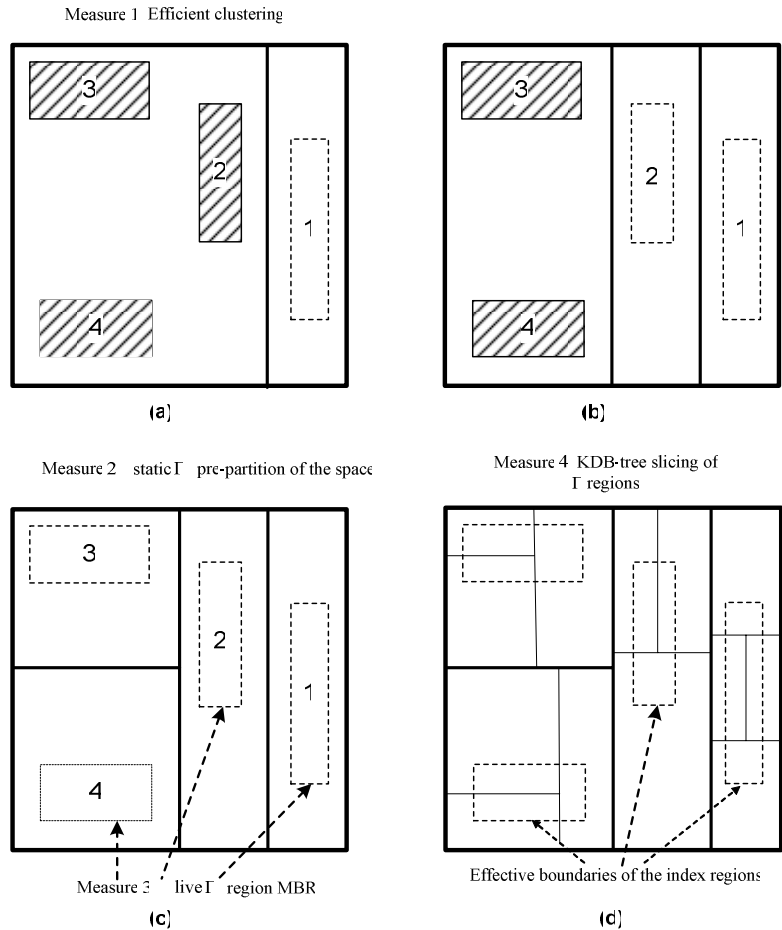 Measure 1 Efficient clustering
3
2
1
4
(a)
3
2
1
4
(b)
Measure 2 static Γ pre-partition of the space
3
2
1
4
Measure 3 live Γ region MBR
(c)
Measure 4 KDB-tree slicing of
Γ regions
Effective boundaries of the index regions
(d)